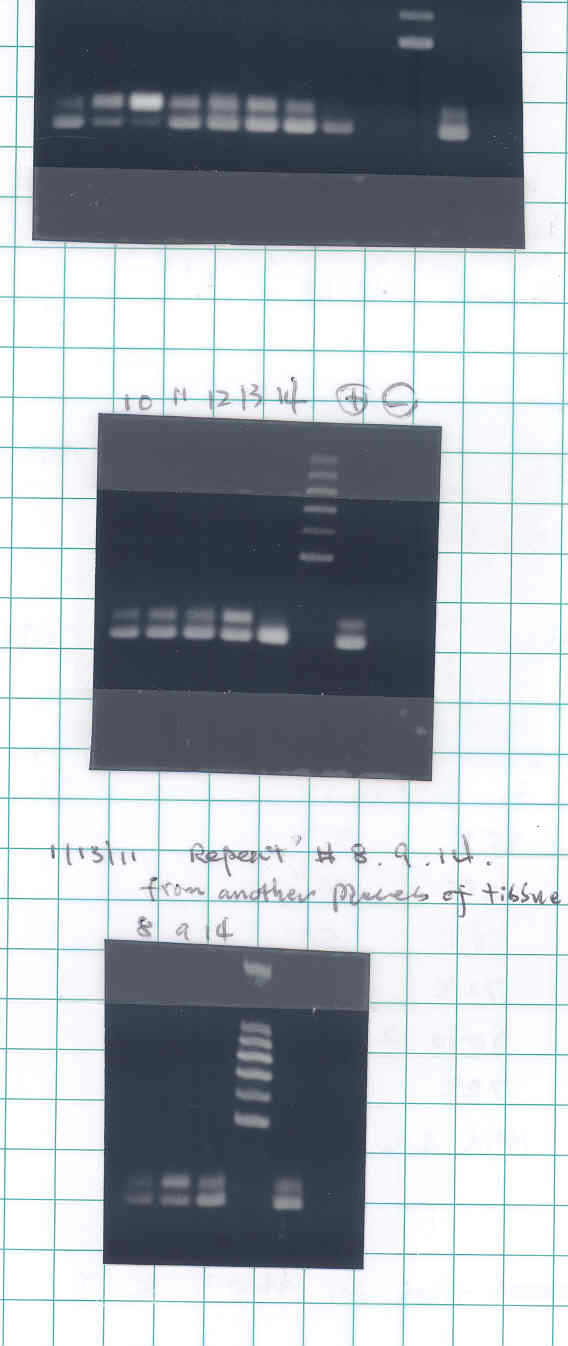 10 11 12 13 14 + −
1/13/11 Repeat # 8. 9. 14.
from another pieces of tissue
8 9 14